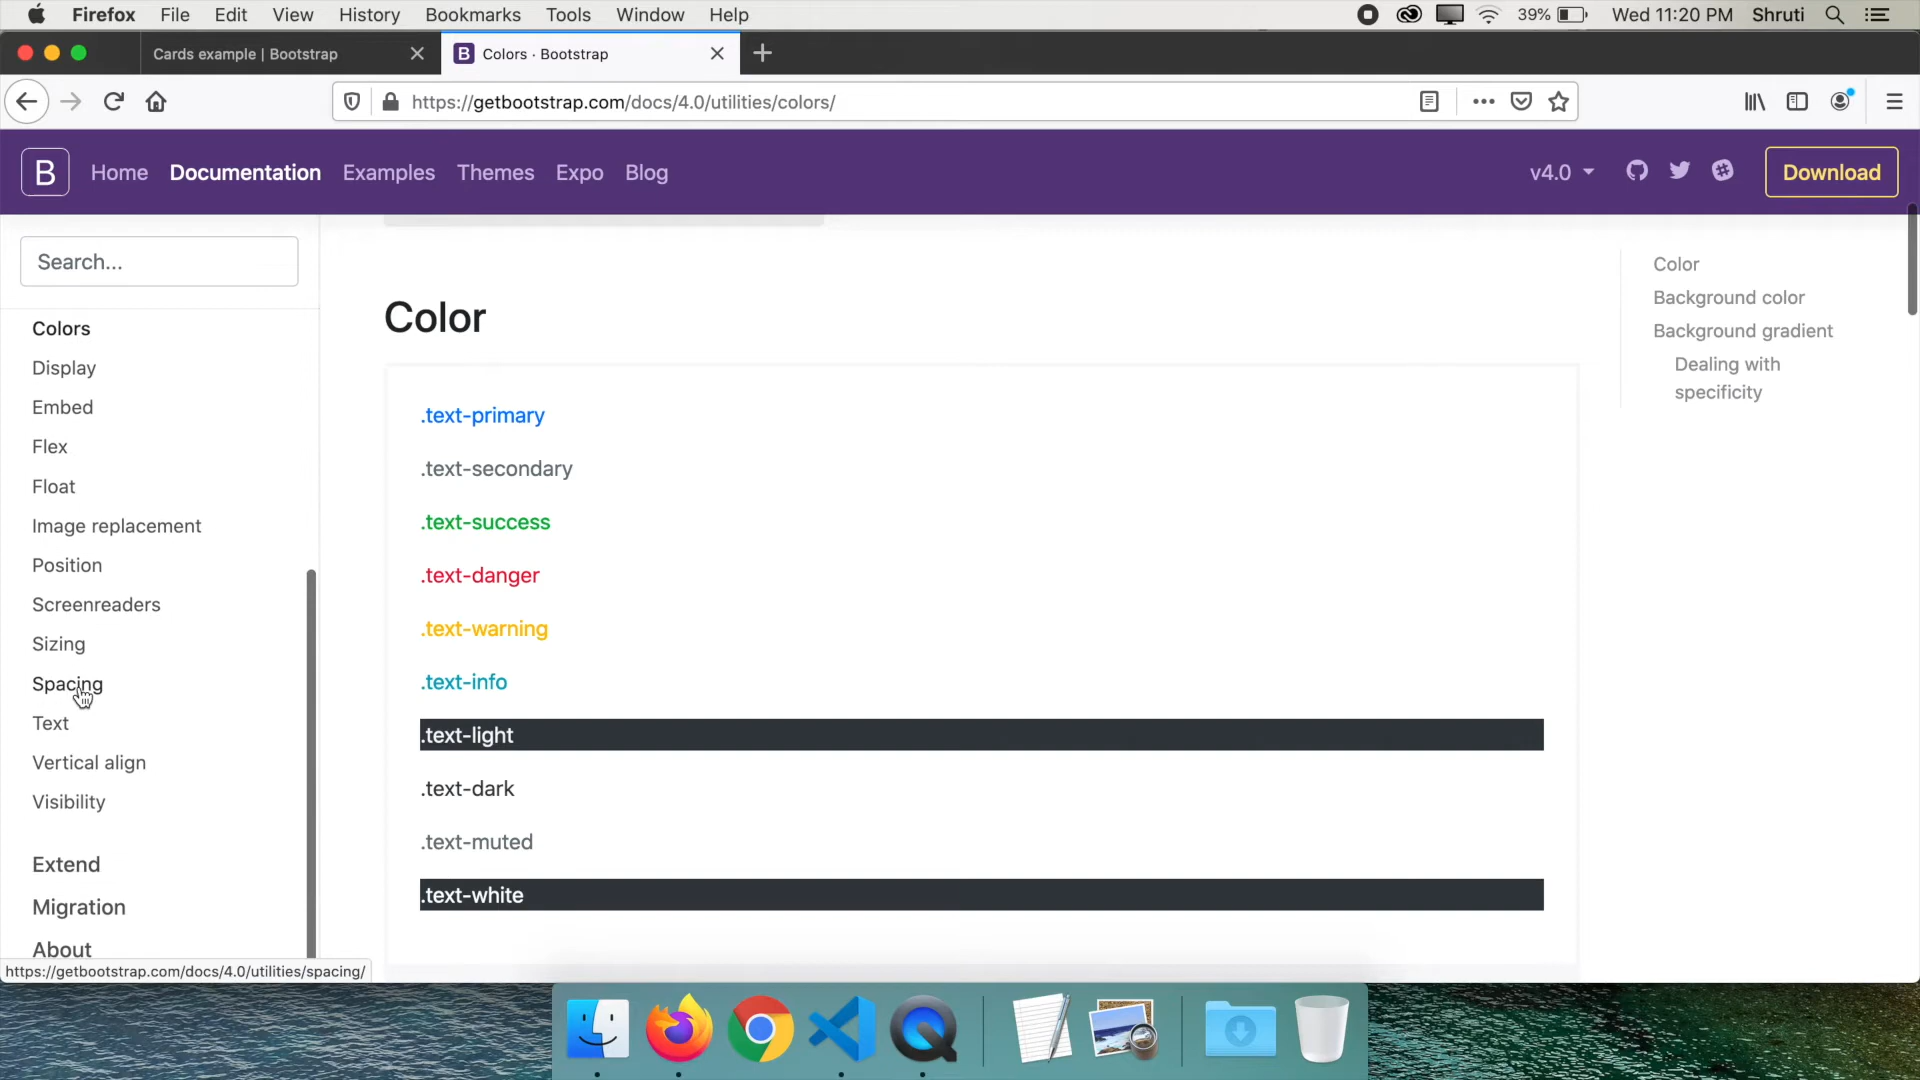 Firefox File Edit View History Bookmarks Tools Window Help 39% Wed 11:20 PM Shruti
Cards example | Bootstrap
B Colors · Bootstrap
https://getbootstrap.com/docs/4.0/utilities/colors/
B Home Documentation Examples Themes Expo Blog v4.0 Download
Search...
Colors
Display
Embed
Flex
Float
Image replacement
Position
Screenreaders
Sizing
Spacing
Text
Vertical align
Visibility
Extend
Migration
About
https://getbootstrap.com/docs/4.0/utilities/spacing/
Color
.text-primary
.text-secondary
.text-success
.text-danger
.text-warning
.text-info
.text-light
.text-dark
.text-muted
.text-white
Color
Background color
Background gradient
Dealing with
specificity